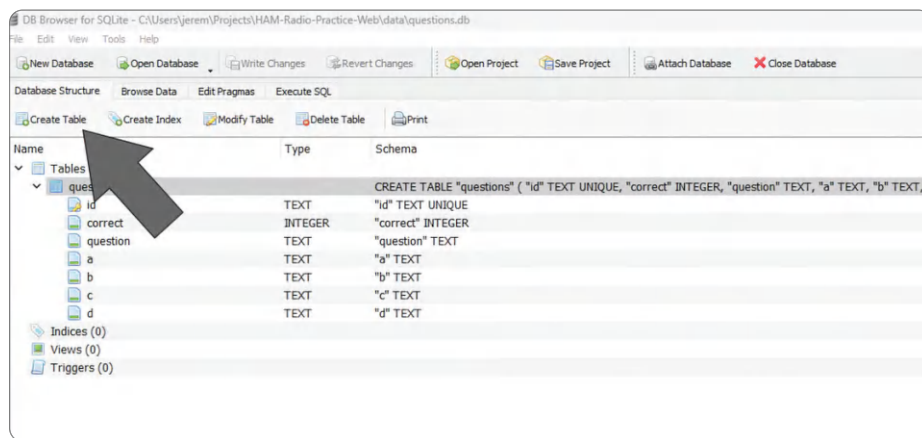 DB Browser for SQLite - C:\Users\jerem\Projects\HAM-Radio-Practice-Web\data\questions.db
File Edit View Tools Help
New Database Open Database Write Changes Revert Changes Open Project Save Project Attach Database Close Database
Database Structure Browse Data Edit Pragmas Execute SQL
Create Table Create Index Modify Table Delete Table Print
Name Type Schema
Tables
ques CREATE TABLE "questions" ( "id" TEXT UNIQUE, "correct" INTEGER, "question" TEXT, "a" TEXT, "b" TEXT,
id TEXT "id" TEXT UNIQUE
correct INTEGER "correct" INTEGER
question TEXT "question" TEXT
a TEXT "a" TEXT
b TEXT "b" TEXT
c TEXT "c" TEXT
d TEXT "d" TEXT
Indices (0)
Views (0)
Triggers (0)